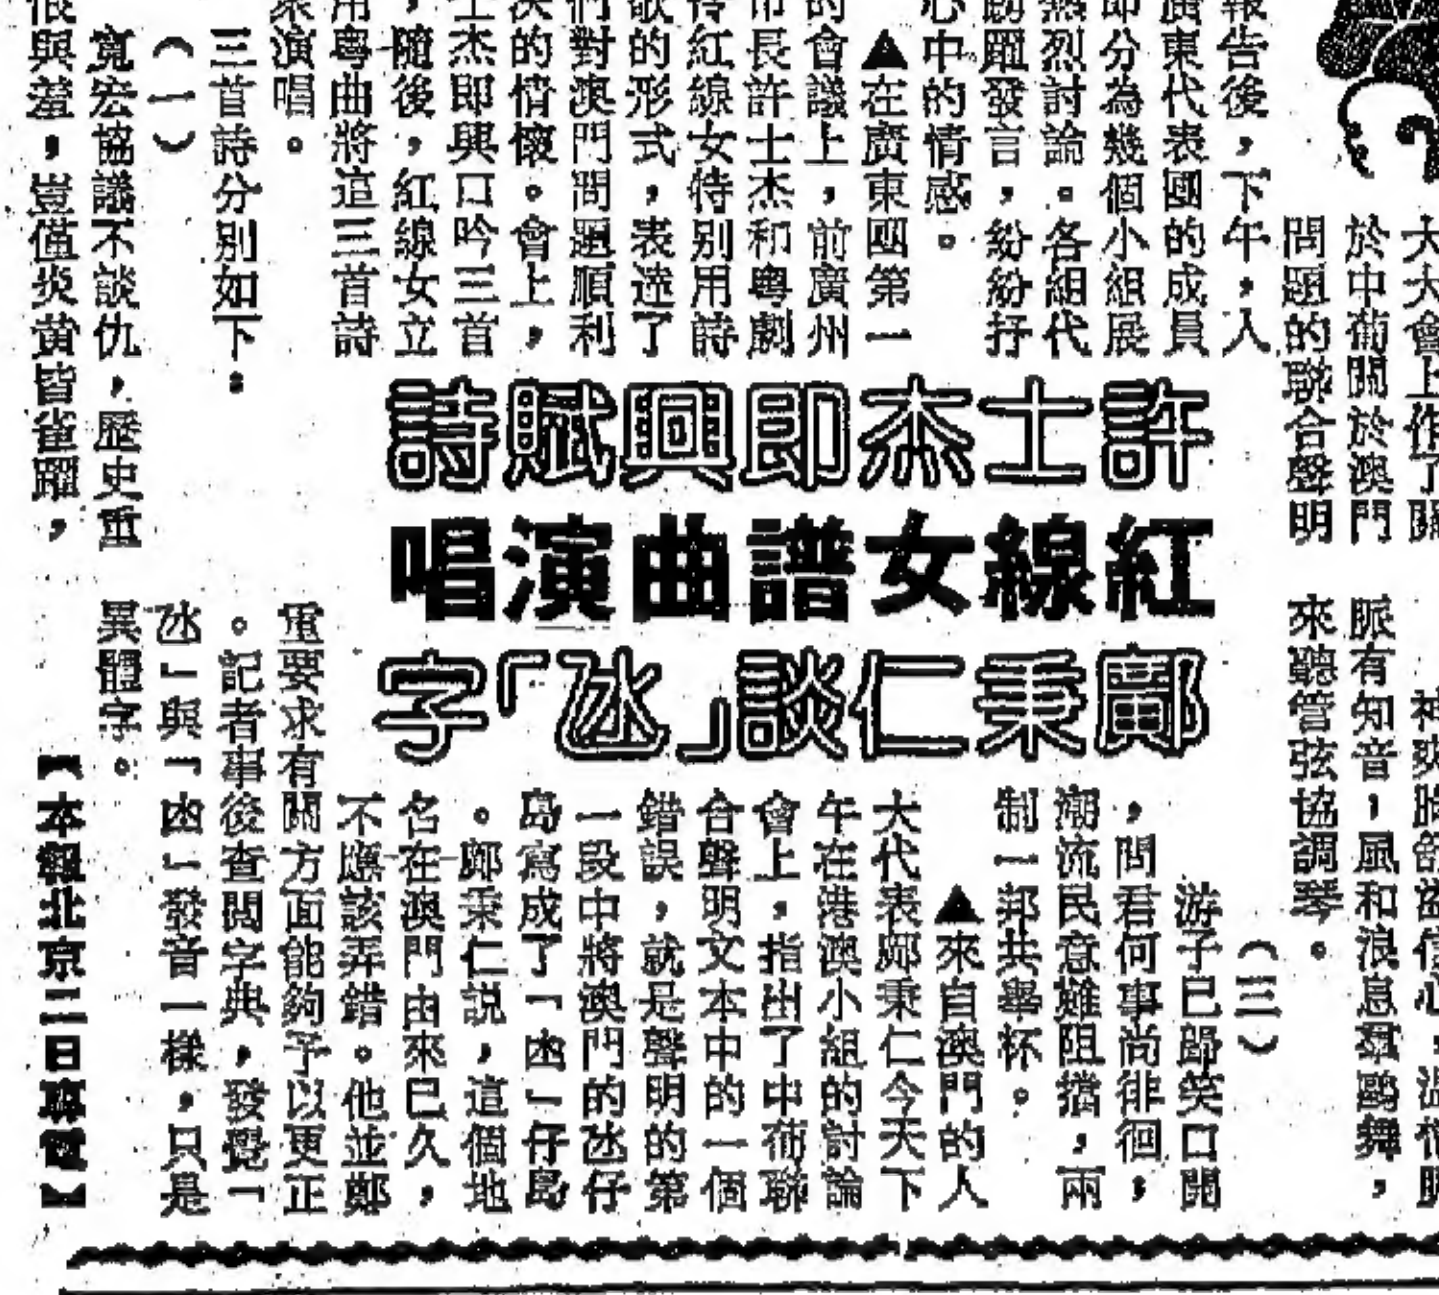 大大會上作了關
於中葡關於澳門
問題的聯合聲明
報告後，下午，人
廣東代表團的成員
即分為幾個小組展
熱烈討論。各組代
踴躍發言，紛紛抒
心中的情感。
▲在廣東團第一
的會議上，前廣州
市長許士杰和粵劇
紅線女特別用詩
歌的形式，表達了
們對澳門問題順利
決的情懷。會上，
士杰即興口吟三首
，隨後，紅線女立
用粵曲將這三首詩
來演唱。
三首詩分別如下：
（一）
寬宏協議不談仇，歷史重
恨與羞，豈僅炎黃皆雀躍，
許士杰即興賦詩
紅線女譜曲演唱
鄺秉仁談「氹」字
神爽胸舒滋信心，溫情脈
脈有知音，風和浪息羣鷗舞，
來聽管弦協調琴。
（三）
游子已歸笑口開
，問君何事尚徘徊，
潮流民意難阻擋，兩
制一邦共舉杯。
▲來自澳門的人
大代表鄺秉仁今天下
午在港澳小組的討論
會上，指出了中葡聯
合聲明文本中的一個
錯誤，就是聲明的第
一段中將澳門的氹仔
島寫成了「凼」仔島
。鄺秉仁說，這個地
名在澳門由來已久，
不應該弄錯。他並鄭
重要求有關方面能夠予以更正
。記者事後查閱字典，發覺「
氹」與「凼」發音一樣，只是
異體字。
【本報北京二日專電】